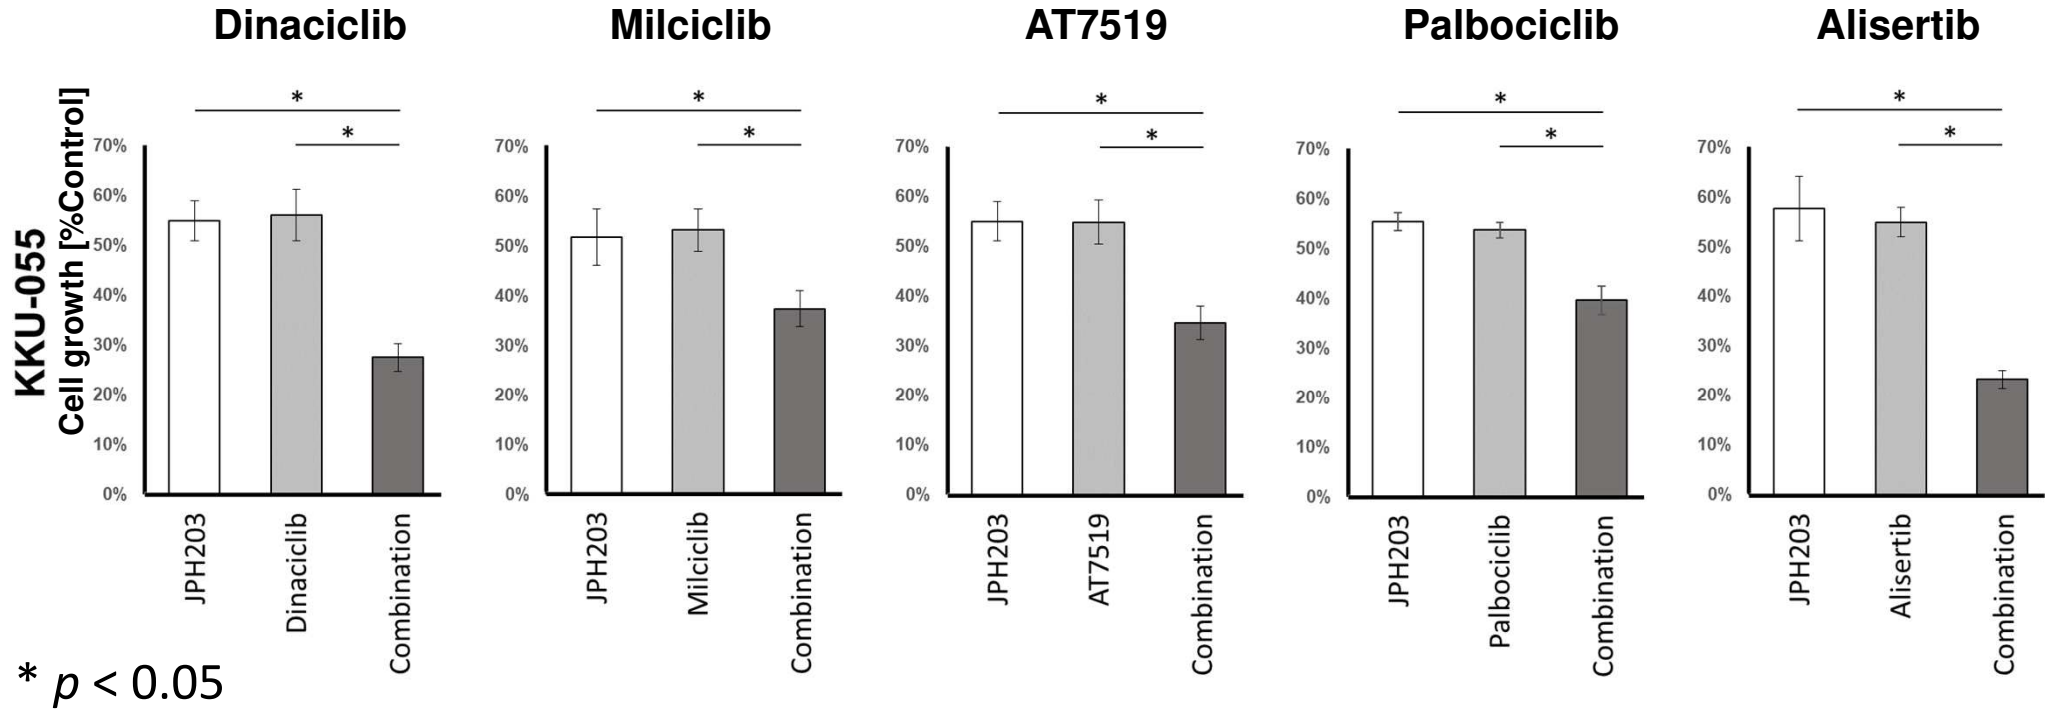 Dinaciclib
Milciclib
AT7519
Palbociclib
Alisertib
KKU-055
Cell growth [%Control]
*
*
70%
60%
50%
40%
30%
20%
10%
0%
JPH203
Dinaciclib
Combination
*
*
70%
60%
50%
40%
30%
20%
10%
0%
JPH203
Milciclib
Combination
*
*
70%
60%
50%
40%
30%
20%
10%
0%
JPH203
AT7519
Combination
*
*
70%
60%
50%
40%
30%
20%
10%
0%
JPH203
Palbociclib
Combination
*
*
70%
60%
50%
40%
30%
20%
10%
0%
JPH203
Alisertib
Combination
* p < 0.05